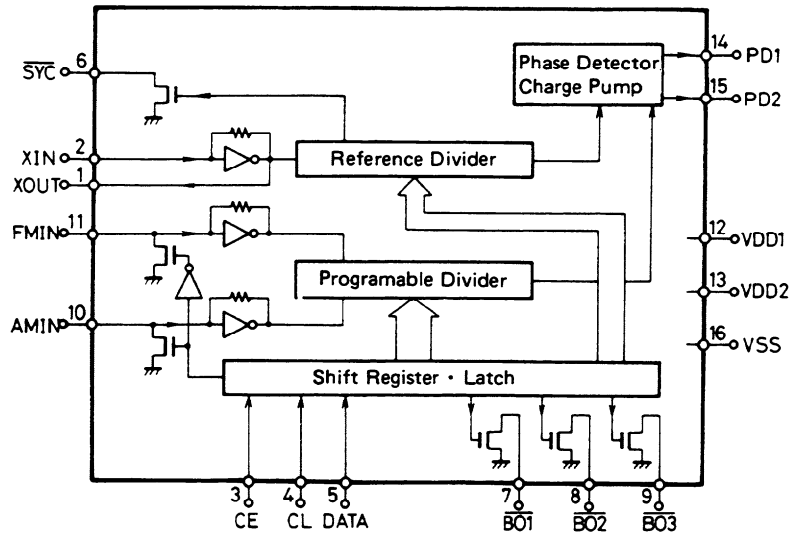 14
PD1
6
SYC
Phase Detector
Charge Pump
15
PD2
2
XIN
Reference Divider
XOUT
1
11
FMIN
12
VDD1
Programable Divider
13
VDD2
10
AMIN
16
VSS
Shift Register · Latch
3
4
5
7
8
9
CE
CL
DATA
BO1
BO2
BO3